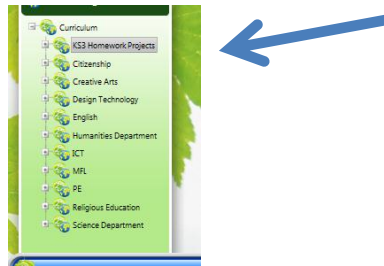 Curriculum
KS3 Homework Projects
Citizenship
Creative Arts
Design Technology
English
Humanities Department
ICT
MFL
PE
Religious Education
Science Department